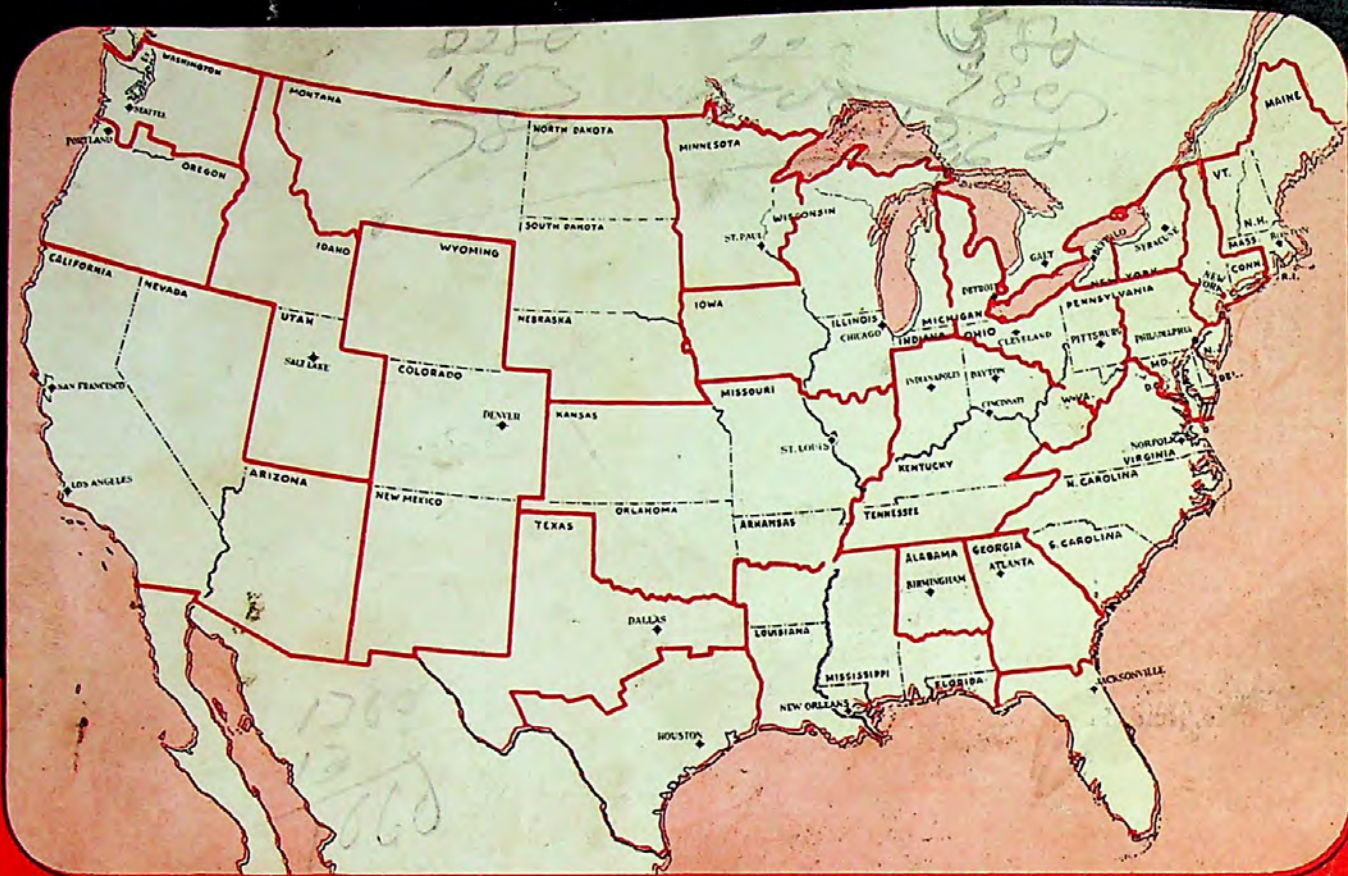 WASHINGTON
SEATTLE
PORTLAND
OREGON
MONTANA
NORTH DAKOTA
MINNESOTA
MAINE
VT.
N.H.
MASS.
BOSTON
CONN.
R.I.
IDAHO
WYOMING
SOUTH DAKOTA
ST. PAUL
WISCONSIN
GALT
BUFFALO
SYRACUSE
NEW YORK
NEW YORK
CALIFORNIA
NEVADA
UTAH
SALT LAKE
NEBRASKA
IOWA
ILLINOIS
CHICAGO
MICHIGAN
DETROIT
INDIANA
OHIO
CLEVELAND
PENNSYLVANIA
PITTSBURG
PHILADELPHIA
N.J.
MD.
D.C.
DEL.
SAN FRANCISCO
COLORADO
DENVER
KANSAS
MISSOURI
ST. LOUIS
INDIANAPOLIS
DAYTON
CINCINNATI
W.VA.
KENTUCKY
NORFOLK
VIRGINIA
LOS ANGELES
ARIZONA
NEW MEXICO
TEXAS
OKLAHOMA
ARKANSAS
TENNESSEE
N. CAROLINA
S. CAROLINA
ALABAMA
BIRMINGHAM
GEORGIA
ATLANTA
DALLAS
LOUISIANA
MISSISSIPPI
FLORIDA
JACKSONVILLE
NEW ORLEANS
HOUSTON
780
660